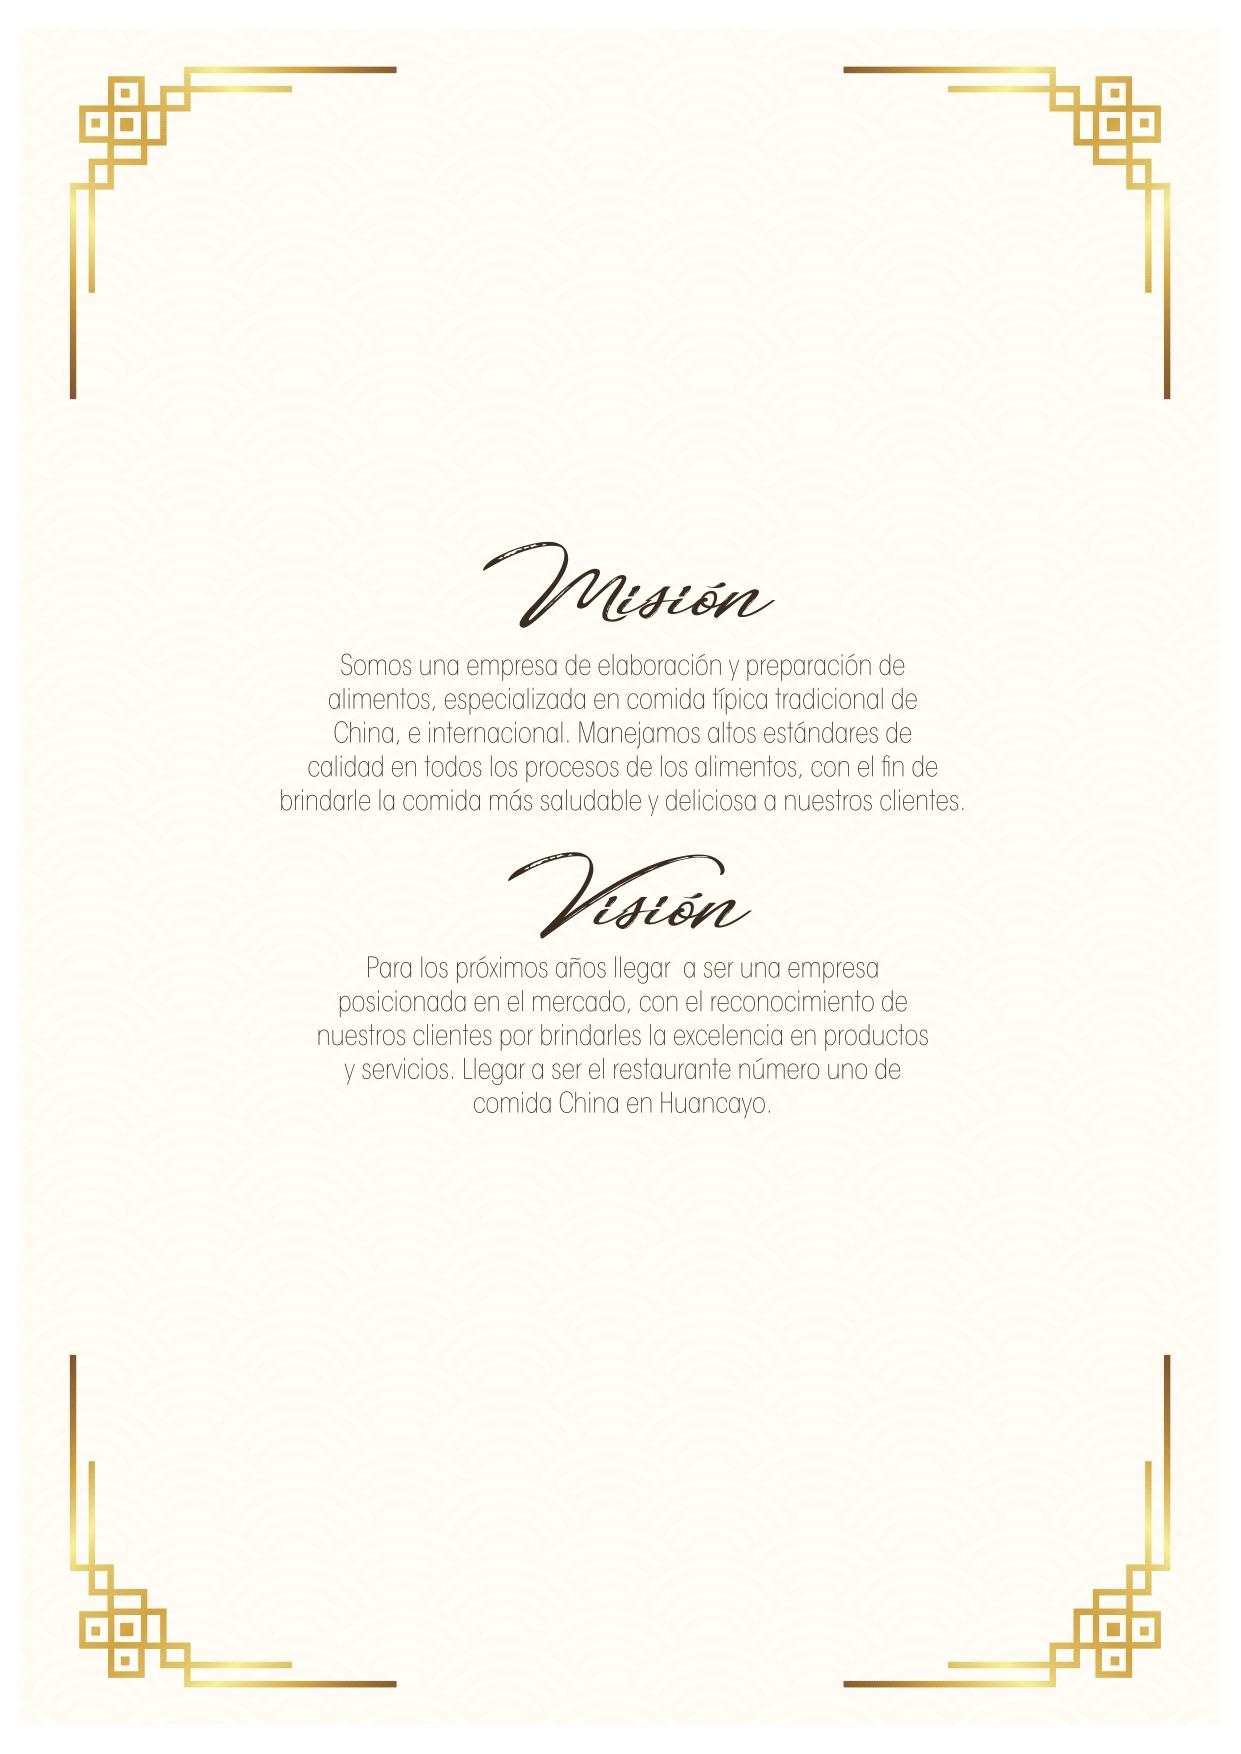 Misión
Somos una empresa de elaboración y preparación de
alimentos, especializada en comida típica tradicional de
China, e internacional. Manejamos altos estándares de
calidad en todos los procesos de los alimentos, con el fin de
brindarle la comida más saludable y deliciosa a nuestros clientes.
Visión
Para los próximos años llegar  a ser una empresa
posicionada en el mercado, con el reconocimiento de
nuestros clientes por brindarles la excelencia en productos
y servicios. Llegar a ser el restaurante número uno de
comida China en Huancayo.